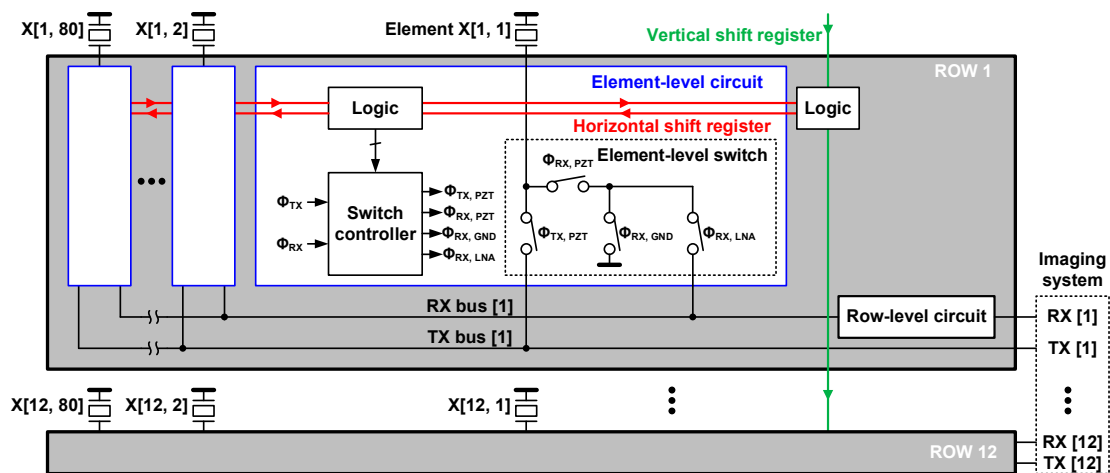 X[1, 80]
X[1, 2]
Element X[1, 1]
Vertical shift register
ROW 1
Element-level circuit
Logic
Logic
Horizontal shift register
Element-level switch
ΦRX, PZT
ΦTX
ΦRX
Switch
controller
ΦTX, PZT
ΦRX, PZT
ΦRX, GND
ΦRX, LNA
ΦTX, PZT
ΦRX, GND
ΦRX, LNA
Imaging
system
RX bus [1]
Row-level circuit
RX [1]
TX bus [1]
TX [1]
X[12, 80]
X[12, 2]
X[12, 1]
ROW 12
RX [12]
TX [12]